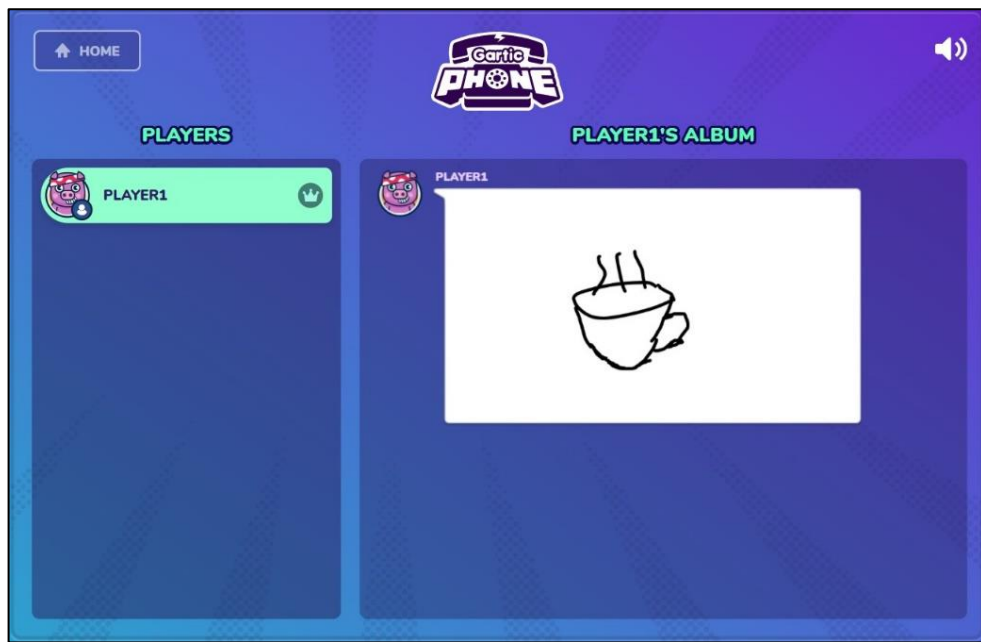 HOME
Gartic
PHONE
PLAYERS
PLAYER1'S ALBUM
PLAYER1
PLAYER1